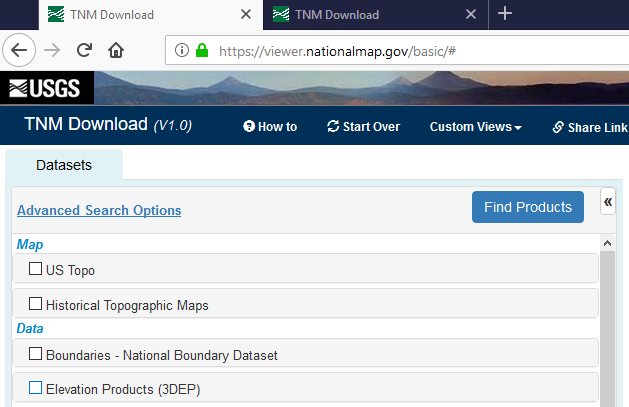 TNM Download TNM Download
https://viewer.nationalmap.gov/basic/#
USGS
TNM Download (V1.0) How to Start Over Custom Views Share Link
Datasets
Advanced Search Options Find Products «
Map
US Topo
Historical Topographic Maps
Data
Boundaries - National Boundary Dataset
Elevation Products (3DEP)